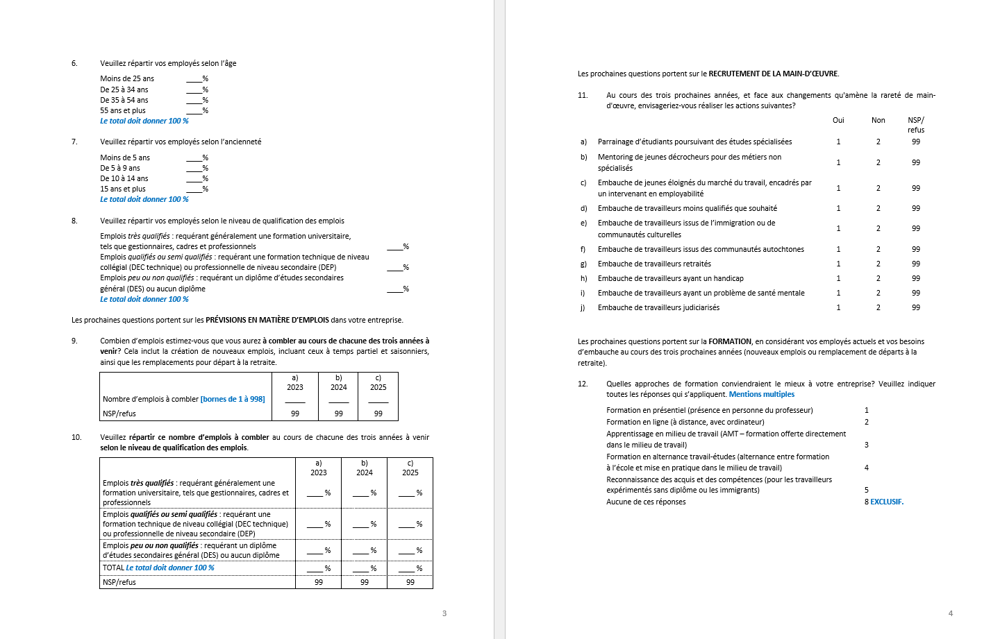 6. Veuillez répartir vos employés selon l’âge
Moins de 25 ans ____%
De 25 à 34 ans ____%
De 35 à 54 ans ____%
55 ans et plus ____%
Le total doit donner 100 %
7. Veuillez répartir vos employés selon l’ancienneté
Moins de 5 ans ____%
De 5 à 9 ans ____%
De 10 à 14 ans ____%
15 ans et plus ____%
Le total doit donner 100 %
8. Veuillez répartir vos employés selon le niveau de qualification des emplois
Emplois très qualifiés : requérant généralement une formation universitaire,
tels que gestionnaires, cadres et professionnels ____%
Emplois qualifiés ou semi qualifiés : requérant une formation technique de niveau
collégial (DEC technique) ou professionnelle de niveau secondaire (DEP) ____%
Emplois peu ou non qualifiés : requérant un diplôme d’études secondaires
général (DES) ou aucun diplôme ____%
Le total doit donner 100 %
Les prochaines questions portent sur les PRÉVISIONS EN MATIÈRE D’EMPLOIS dans votre entreprise.
9. Combien d’emplois estimez-vous que vous aurez à combler au cours de chacune des trois années à
venir? Cela inclut la création de nouveaux emplois, incluant ceux à temps partiel et saisonniers,
ainsi que les remplacements pour départ à la retraite.
a) b) c)
2023 2024 2025
Nombre d’emplois à combler [bornes de 1 à 998] _____ _____ _____
NSP/refus 99 99 99
10. Veuillez répartir ce nombre d’emplois à combler au cours de chacune des trois années à venir
selon le niveau de qualification des emplois.
a) b) c)
2023 2024 2025
Emplois très qualifiés : requérant généralement une
formation universitaire, tels que gestionnaires, cadres et ____ % ____ % ____ %
professionnels
Emplois qualifiés ou semi qualifiés : requérant une
formation technique de niveau collégial (DEC technique) ____ % ____ % ____ %
ou professionnelle de niveau secondaire (DEP)
Emplois peu ou non qualifiés : requérant un diplôme
d’études secondaires général (DES) ou aucun diplôme ____ % ____ % ____ %
TOTAL Le total doit donner 100 % ____ % ____ % ____ %
NSP/refus 99 99 99
3
Les prochaines questions portent sur le RECRUTEMENT DE LA MAIN-D’ŒUVRE.
11. Au cours des trois prochaines années, et face aux changements qu'amène la rareté de main-
d'œuvre, envisageriez-vous réaliser les actions suivantes?
Oui Non NSP/
refus
a) Parrainage d’étudiants poursuivant des études spécialisées 1 2 99
b) Mentoring de jeunes décrocheurs pour des métiers non
spécialisés 1 2 99
c) Embauche de jeunes éloignés du marché du travail, encadrés par
un intervenant en employabilité 1 2 99
d) Embauche de travailleurs moins qualifiés que souhaité 1 2 99
e) Embauche de travailleurs issus de l’immigration ou de
communautés culturelles 1 2 99
f) Embauche de travailleurs issus des communautés autochtones 1 2 99
g) Embauche de travailleurs retraités 1 2 99
h) Embauche de travailleurs ayant un handicap 1 2 99
i) Embauche de travailleurs ayant un problème de santé mentale 1 2 99
j) Embauche de travailleurs judiciarisés 1 2 99
Les prochaines questions portent sur la FORMATION, en considérant vos employés actuels et vos besoins
d’embauche au cours des trois prochaines années (nouveaux emplois ou remplacement de départs à la
retraite).
12. Quelles approches de formation conviendraient le mieux à votre entreprise? Veuillez indiquer
toutes les réponses qui s’appliquent. Mentions multiples
Formation en présentiel (présence en personne du professeur) 1
Formation en ligne (à distance, avec ordinateur) 2
Apprentissage en milieu de travail (AMT – formation offerte directement
dans le milieu de travail) 3
Formation en alternance travail-études (alternance entre formation
à l’école et mise en pratique dans le milieu de travail) 4
Reconnaissance des acquis et des compétences (pour les travailleurs
expérimentés sans diplôme ou les immigrants) 5
Aucune de ces réponses 8 EXCLUSIF.
4